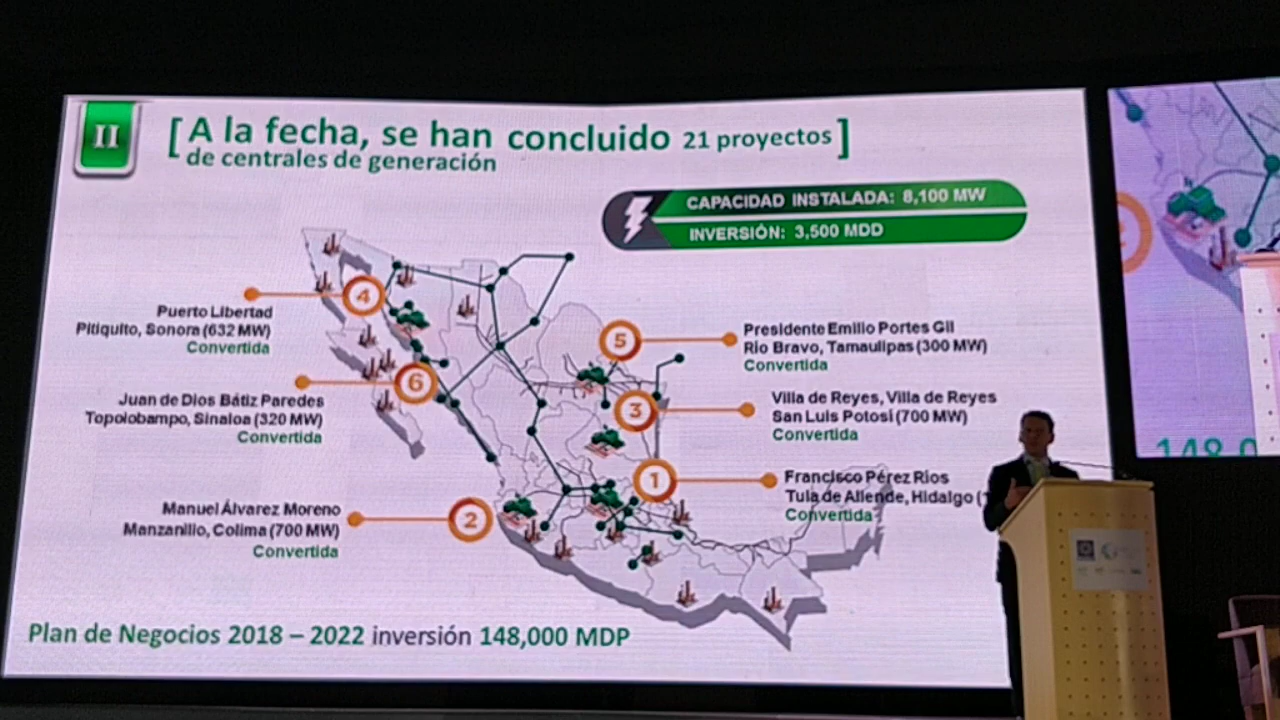 II
[A la fecha, se han concluido 21 proyectos]
de centrales de generación
CAPACIDAD INSTALADA: 8,100 MW
INVERSIÓN: 3,500 MDD
4
Puerto Libertad
Pitiquito, Sonora (632 MW)
Convertida
6
Juan de Dios Bátiz Paredes
Topolobampo, Sinaloa (320 MW)
Convertida
2
Manuel Álvarez Moreno
Manzanillo, Colima (700 MW)
Convertida
5
Presidente Emilio Portes Gil
Rio Bravo, Tamaulipas (300 MW)
Convertida
3
Villa de Reyes, Villa de Reyes
San Luis Potosí (700 MW)
Convertida
1
Francisco Pérez Ríos
Tula de Allende, Hidalgo (
Convertida
Plan de Negocios 2018 – 2022 inversión 148,000 MDP
148,0